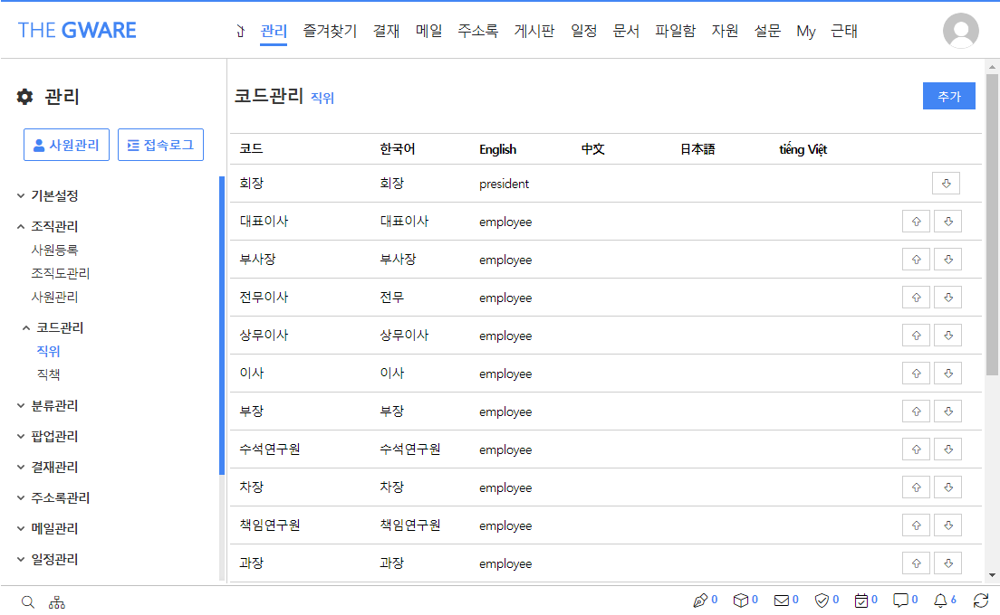 THE GWARE
관리 즐겨찾기 결재 메일 주소록 게시판 일정 문서 파일함 자원 설문 My 근태
관리
사원관리 접속로그
기본설정
조직관리
사원등록
조직도관리
사원관리
코드관리
직위
직책
분류관리
팝업관리
결재관리
주소록관리
메일관리
일정관리
코드관리 직위
추가
코드 한국어 English 中文 日本語 tiếng Việt
회장 회장 president
대표이사 대표이사 employee
부사장 부사장 employee
전무이사 전무 employee
상무이사 상무이사 employee
이사 이사 employee
부장 부장 employee
수석연구원 수석연구원 employee
차장 차장 employee
책임연구원 책임연구원 employee
과장 과장 employee
0 0 0 0 0 0 6